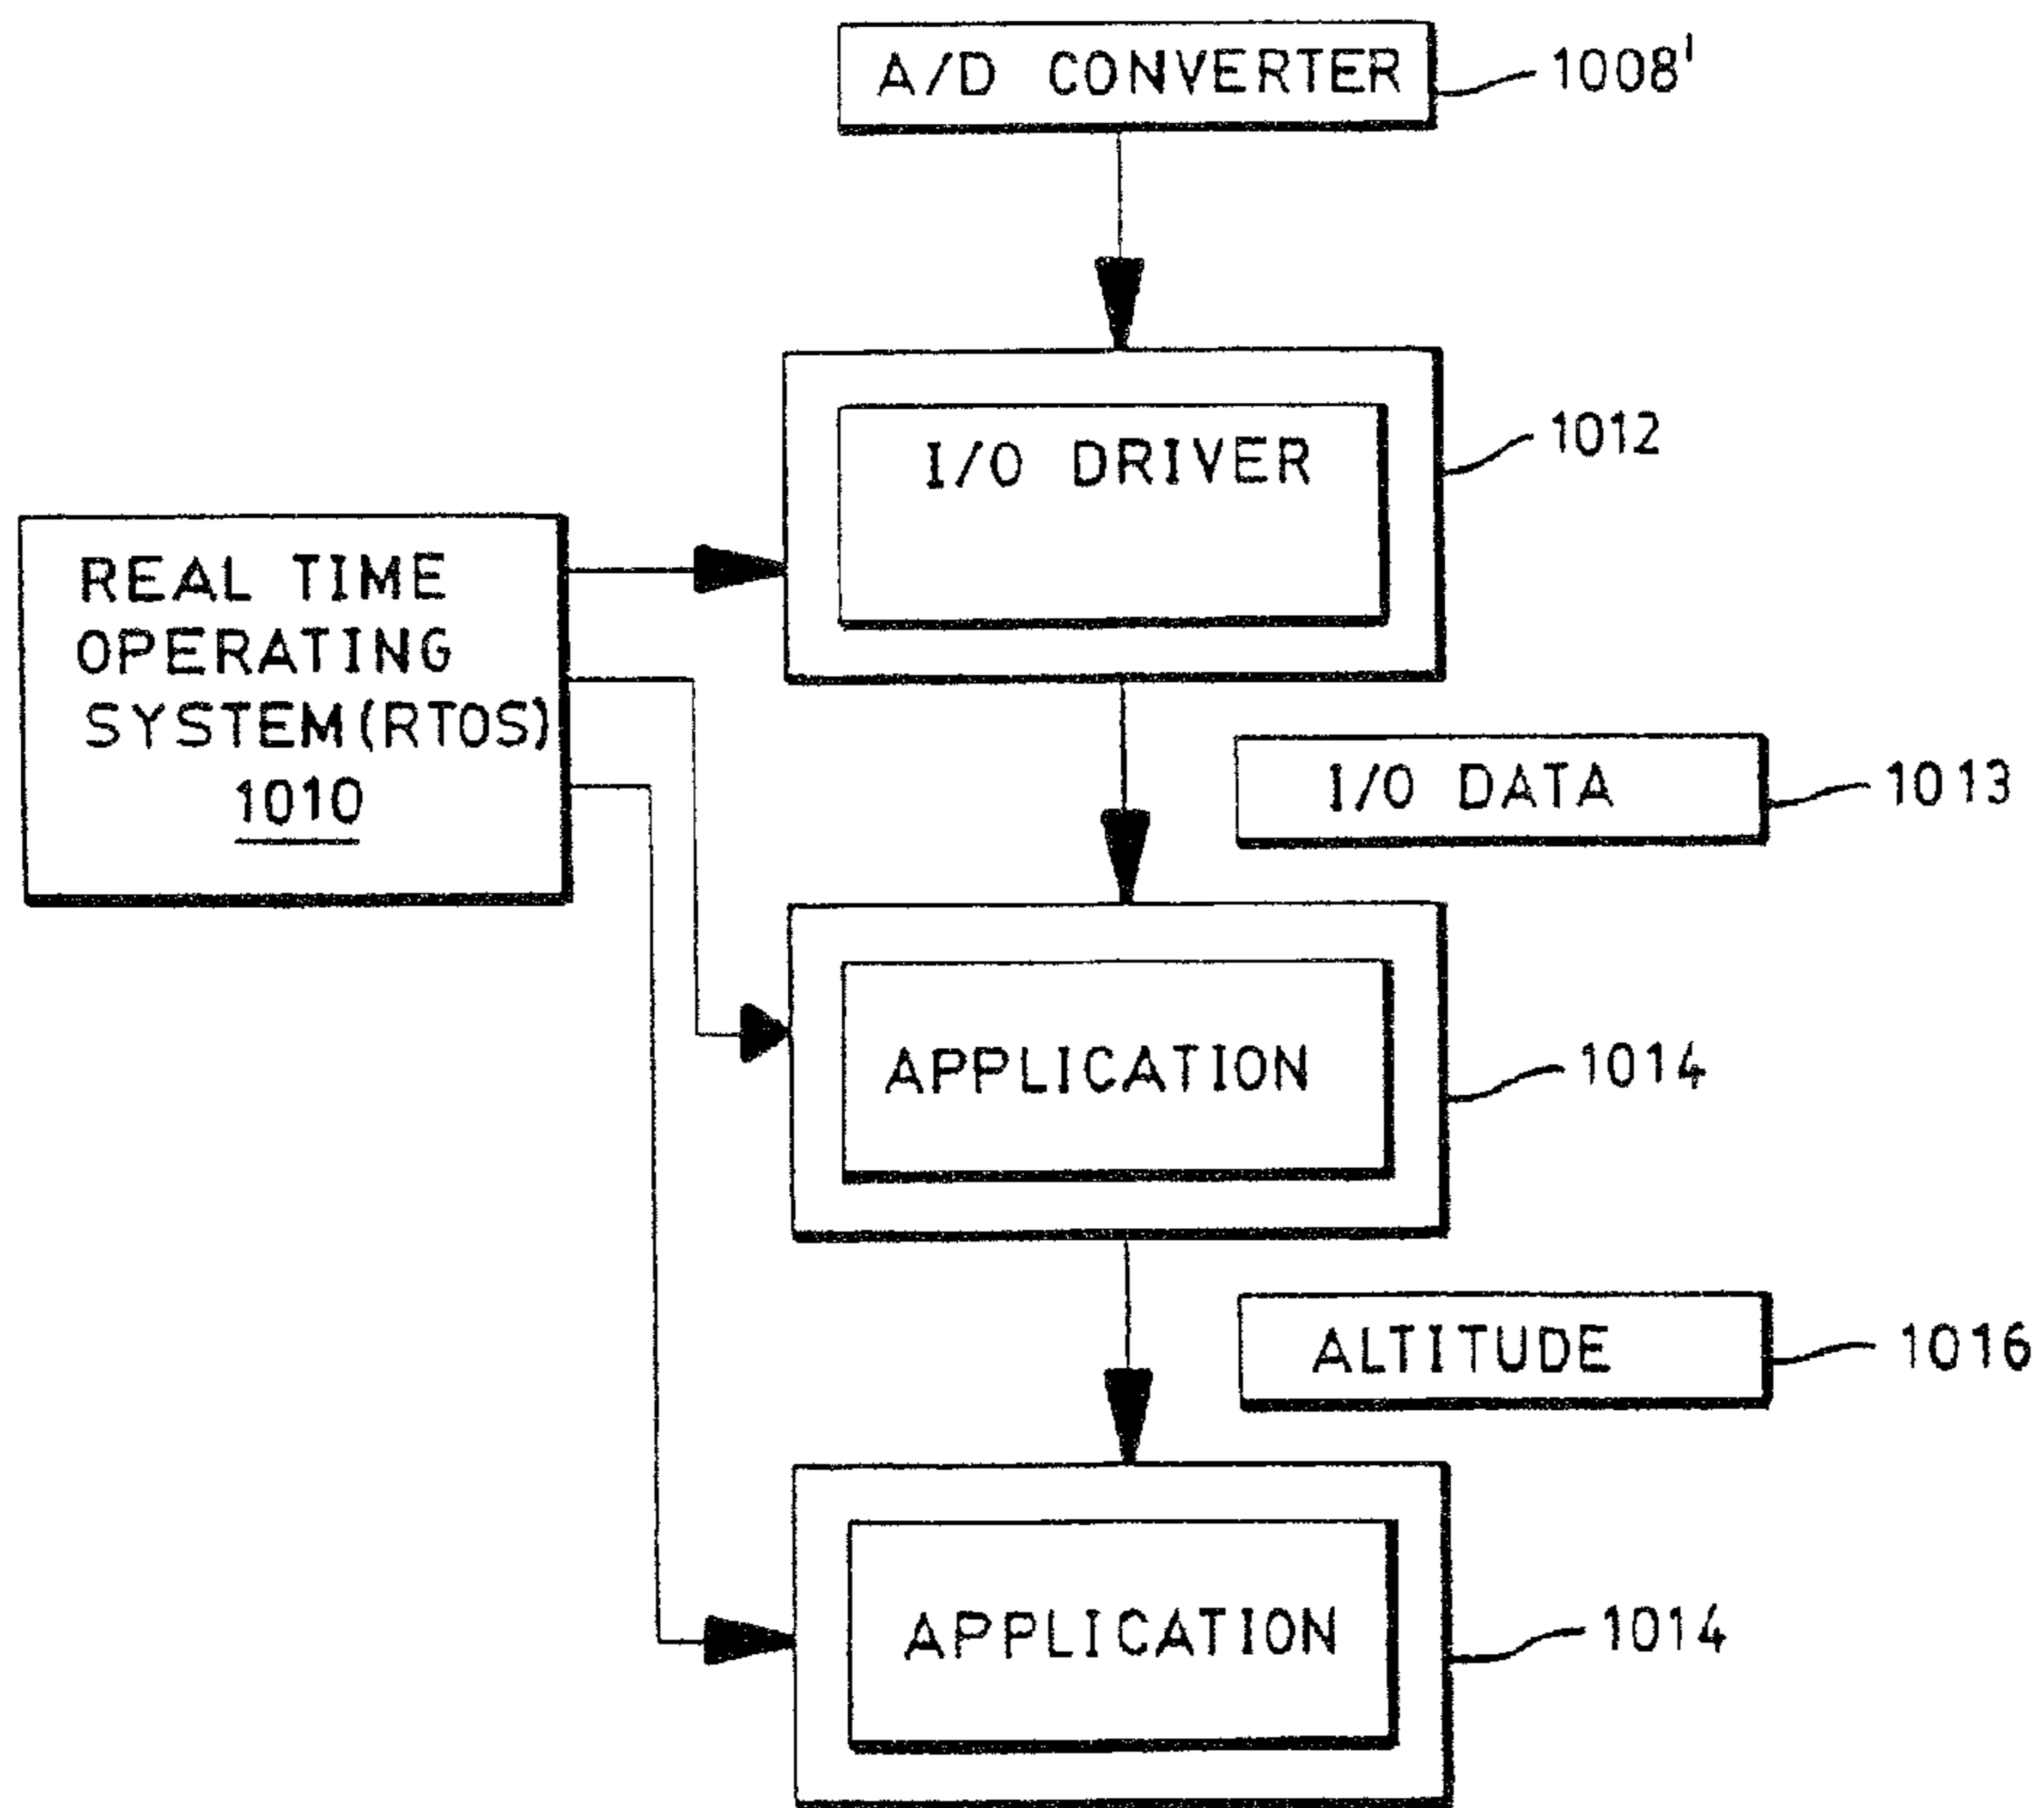 A/D CONVERTER
1008'
I/O DRIVER
1012
REAL TIME
OPERATING
SYSTEM(RTOS)
1010
I/O DATA
1013
APPLICATION
1014
ALTITUDE
1016
APPLICATION
1014